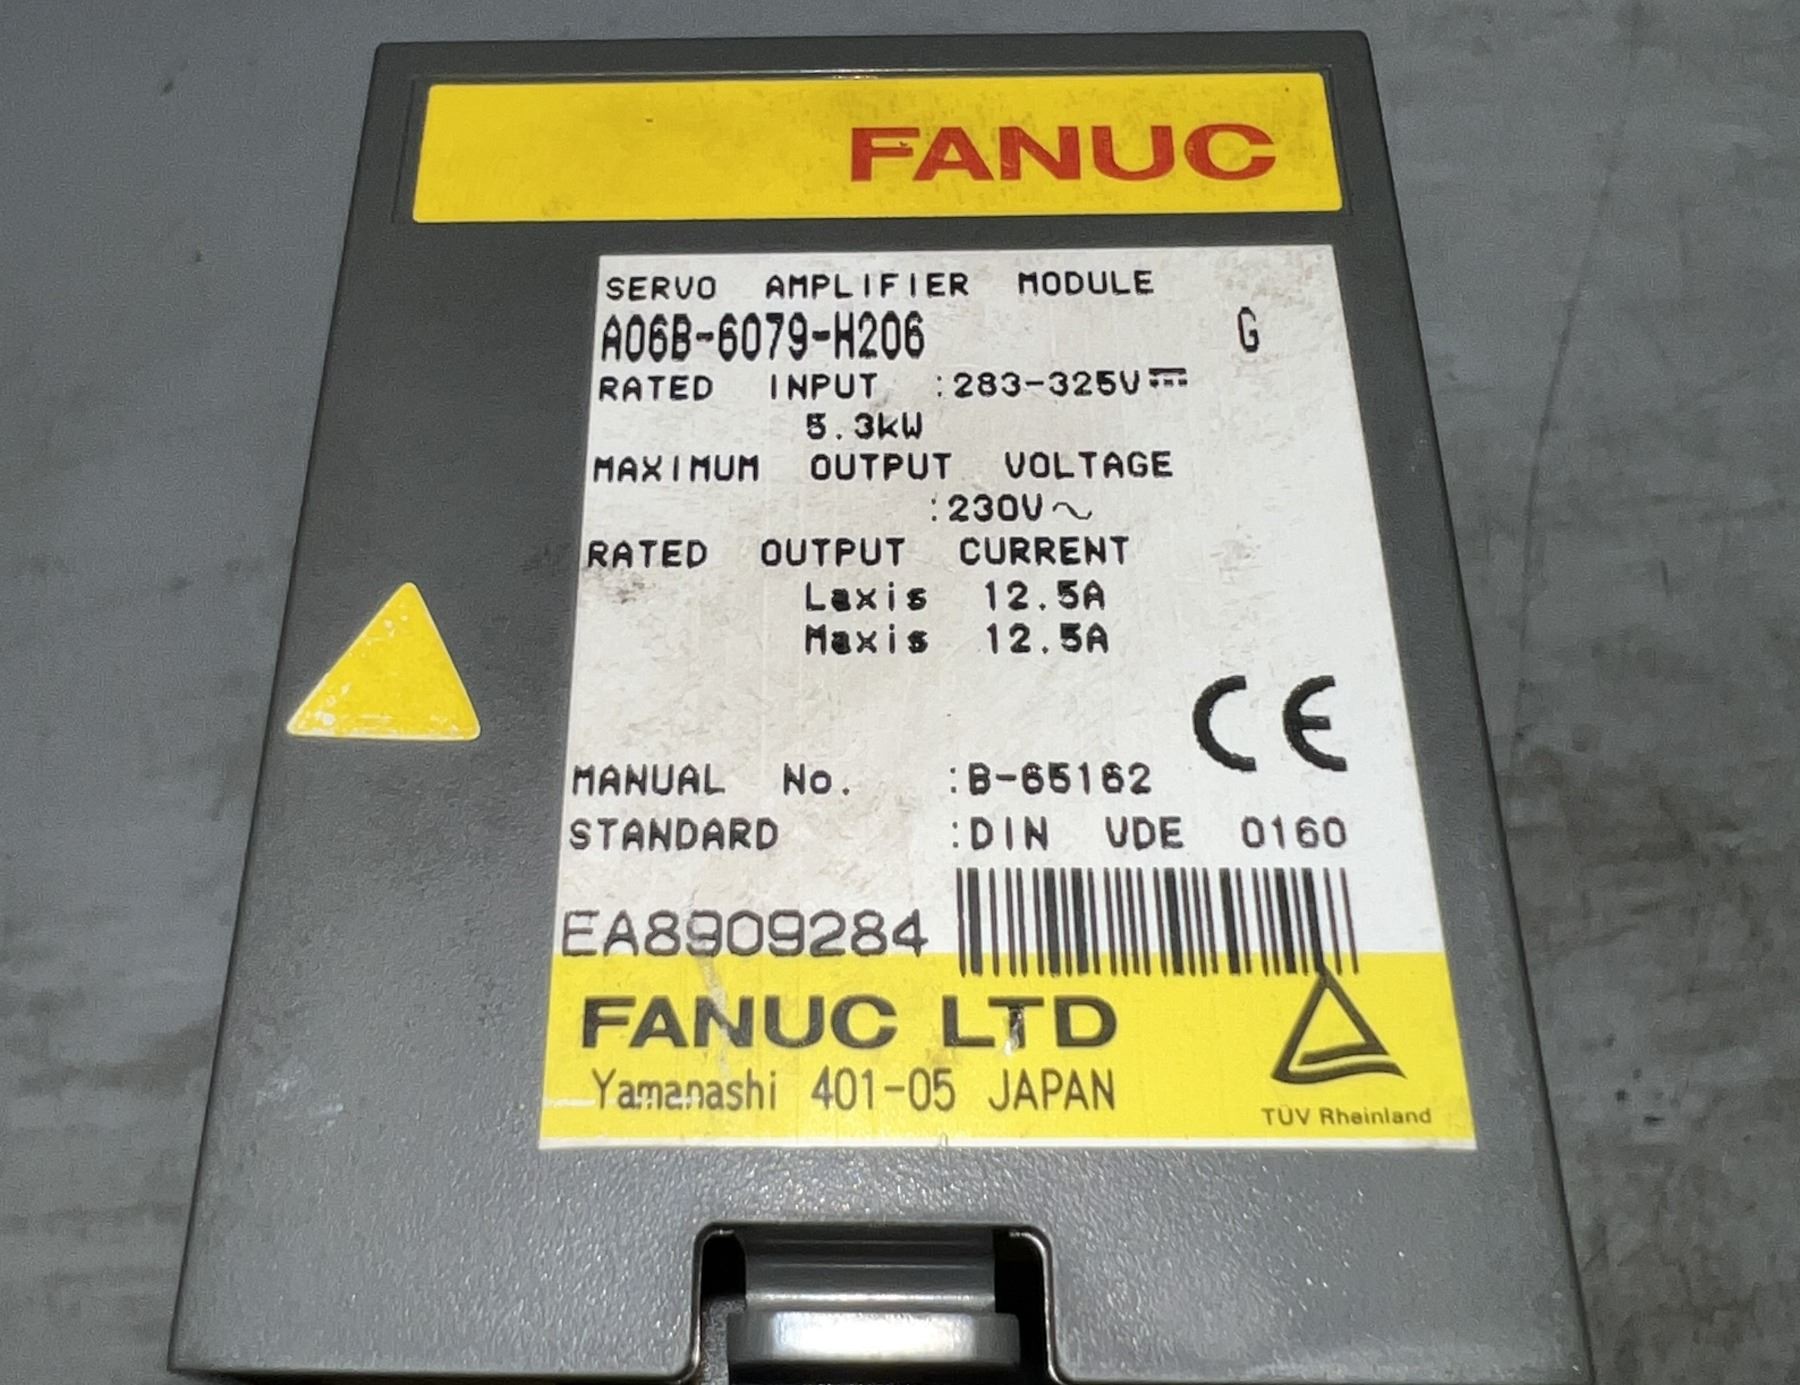 FANUC
SERVO AMPLIFIER MODULE
A06B-6079-H206 G
RATED INPUT :283-325V⎓
5.3kW
MAXIMUM OUTPUT VOLTAGE
:230V~
RATED OUTPUT CURRENT
Laxis 12.5A
Maxis 12.5A
CE
MANUAL No. :B-65162
STANDARD :DIN VDE 0160
EA8909284
FANUC LTD
Yamanashi 401-05 JAPAN
TÜV Rheinland